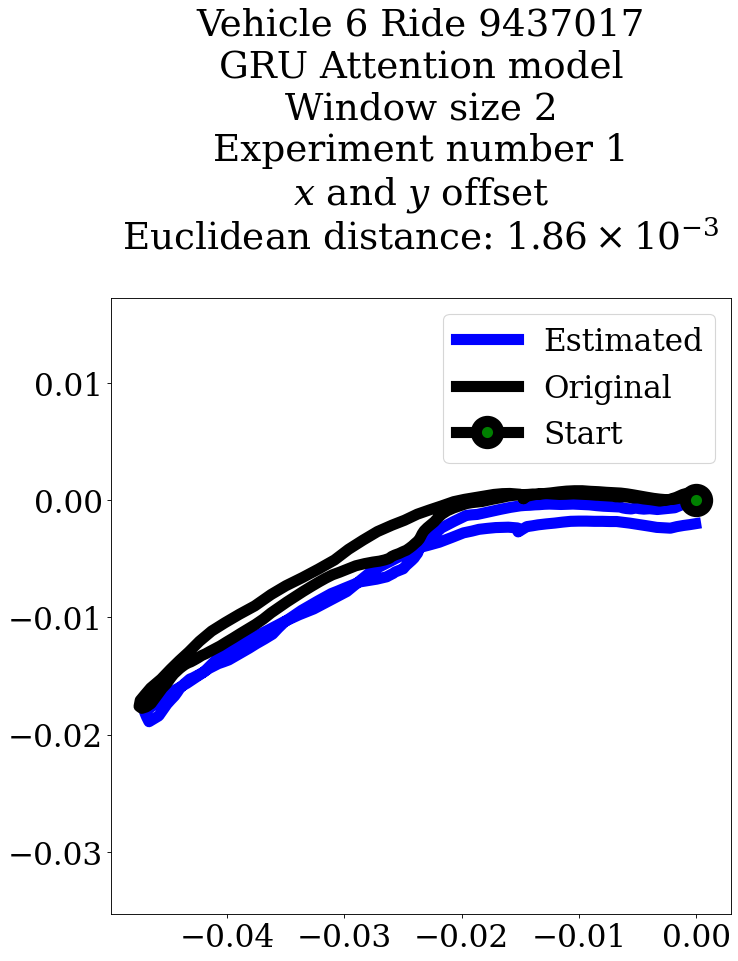 Vehicle 6 Ride 9437017
GRU Attention model
Window size 2
Experiment number 1
x and y offset
Euclidean distance: 1.86 × 10⁻³
Estimated
Original
Start
0.01
0.00
−0.01
−0.02
−0.03
−0.04 −0.03 −0.02 −0.01 0.00